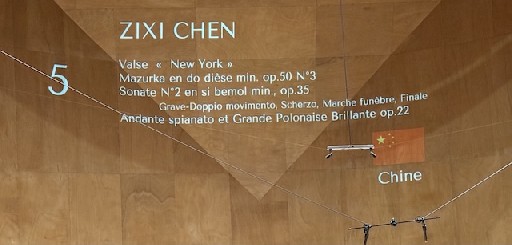 ZIXI CHEN
5
Valse « New York »
Mazurka en do dièse min. op.50 N°3
Sonate N°2 en si bemol min, op.35
Grave-Doppio movimento, Scherzo, Marche funèbre, Finale
Andante spianato et Grande Polonaise Brillante op.22
Chine